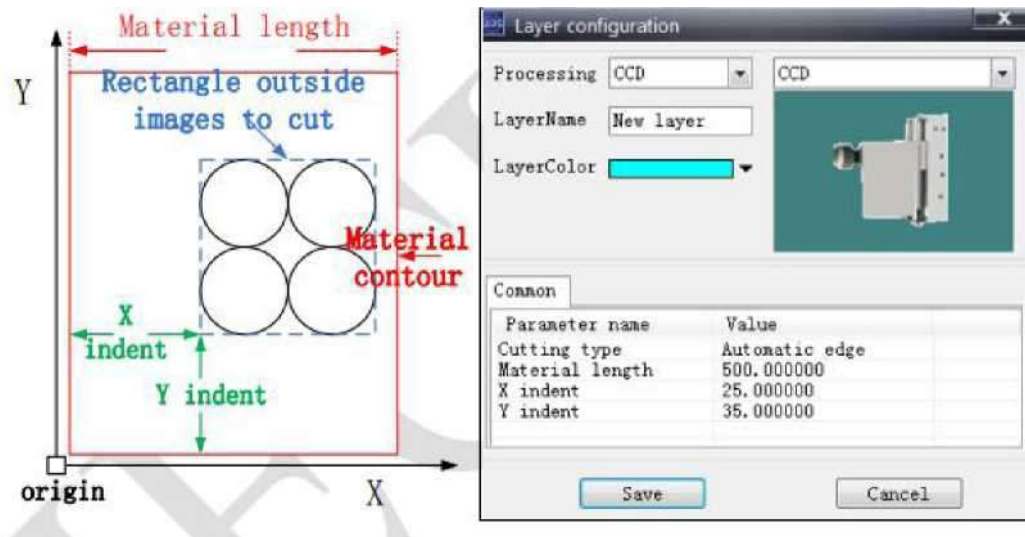 Material length
Y
Rectangle outside
images to cut
Material
contour
X
indent
Y indent
origin
X
Layer configuration
X
Processing CCD CCD
LayerName New layer
LayerColor
Common
Parameter name Value
Cutting type Automatic edge
Material length 500.000000
X indent 25.000000
Y indent 35.000000
Save Cancel